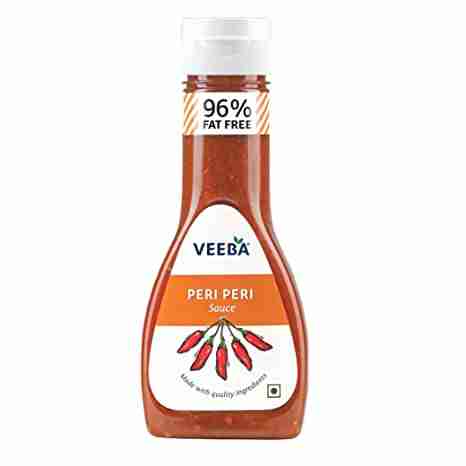 96%
FAT FREE
VEEBA
PERI PERI
Sauce
Made with quality ingredients